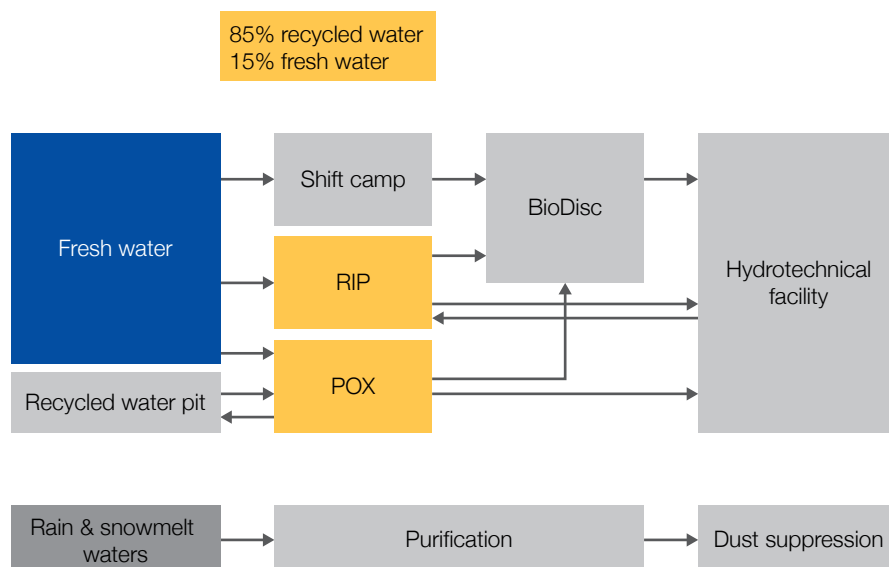 85% recycled water
15% fresh water
Fresh water
Shift camp
BioDisc
Hydrotechnical
facility
RIP
POX
Recycled water pit
Rain & snowmelt
waters
Purification
Dust suppression